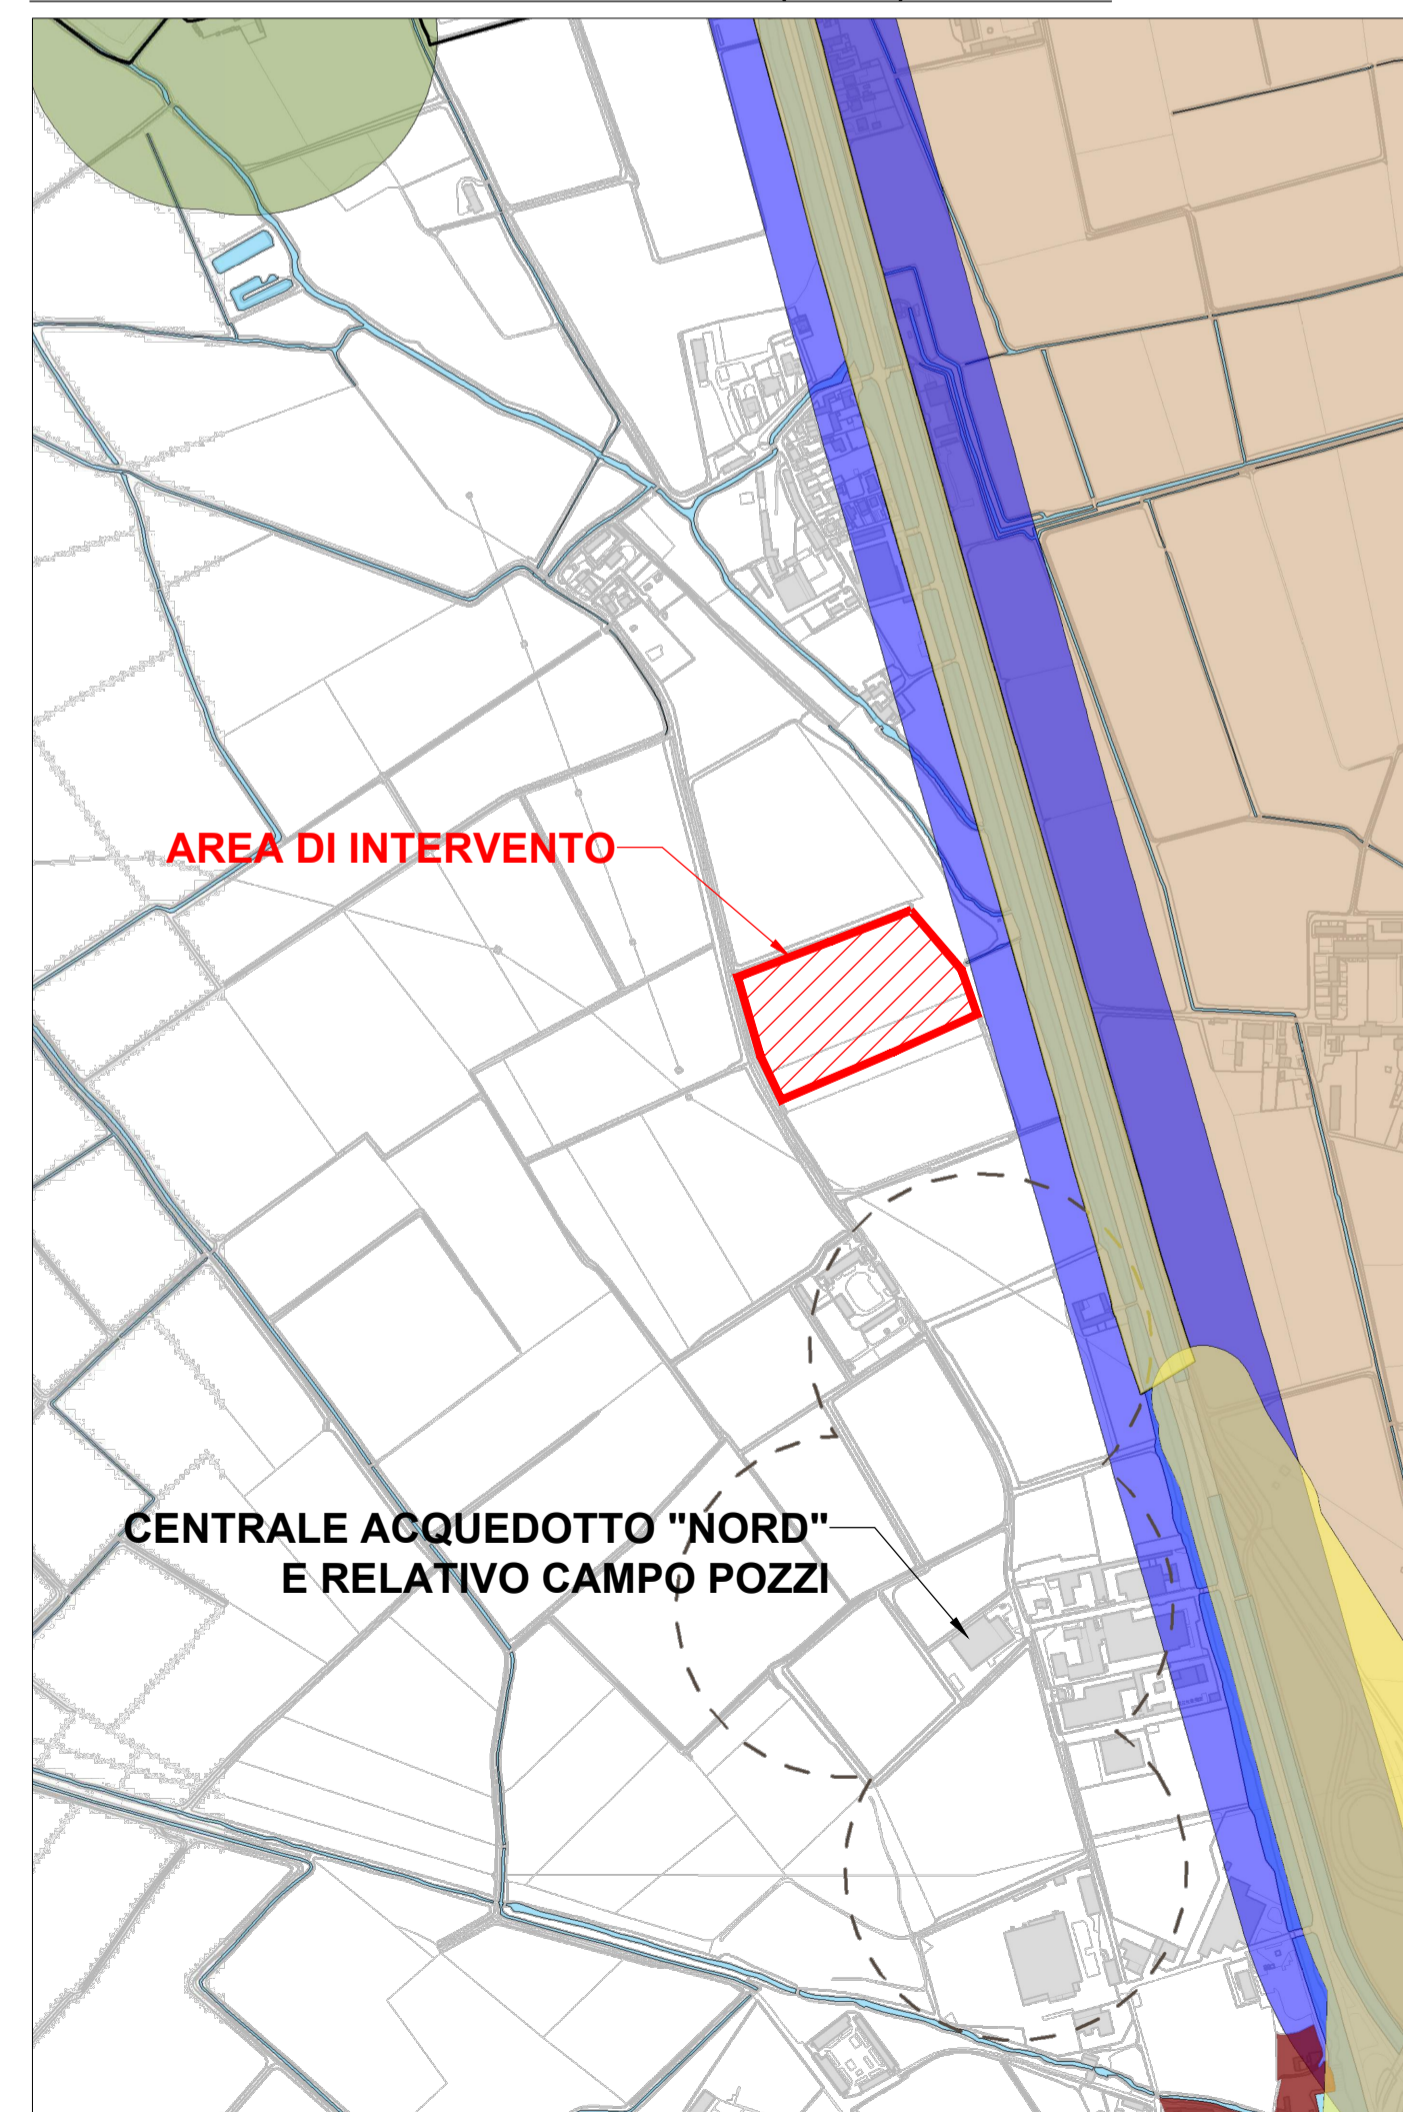 AREA DI INTERVENTO
CENTRALE ACQUEDOTTO "NORD"
E RELATIVO CAMPO POZZI